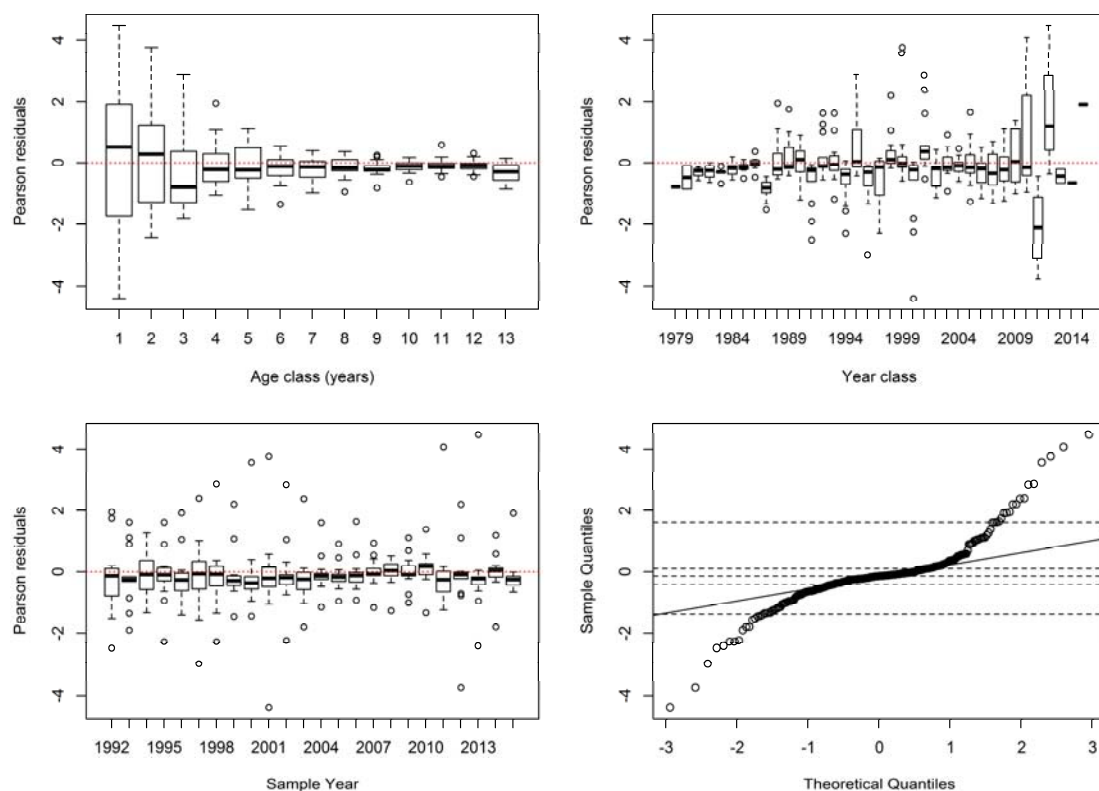 Pearson residuals
4
2
0
-2
-4
1 2 3 4 5 6 7 8 9 10 11 12 13
Age class (years)
Pearson residuals
4
2
0
-2
-4
1979 1984 1989 1994 1999 2004 2009 2014
Year class
Pearson residuals
4
2
0
-2
-4
1992 1995 1998 2001 2004 2007 2010 2013
Sample Year
Sample Quantiles
4
2
0
-2
-4
-3 -2 -1 0 1 2 3
Theoretical Quantiles